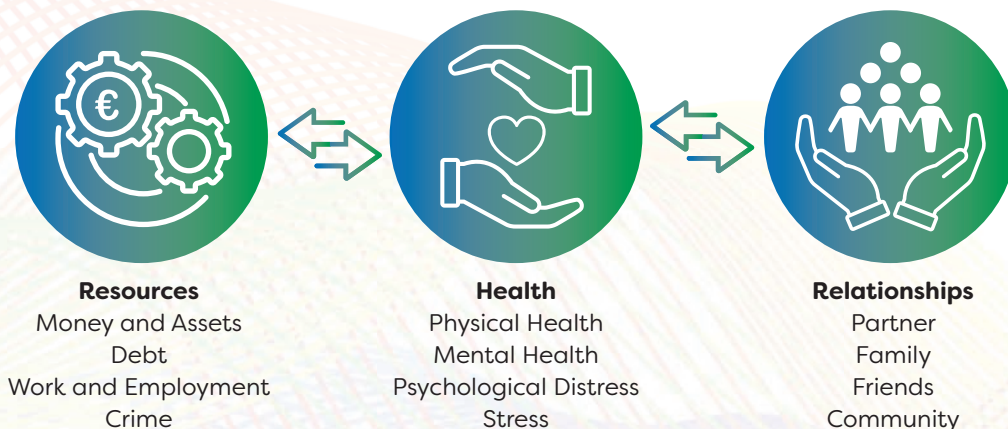 €
Resources
Money and Assets
Debt
Work and Employment
Crime
Health
Physical Health
Mental Health
Psychological Distress
Stress
Relationships
Partner
Family
Friends
Community